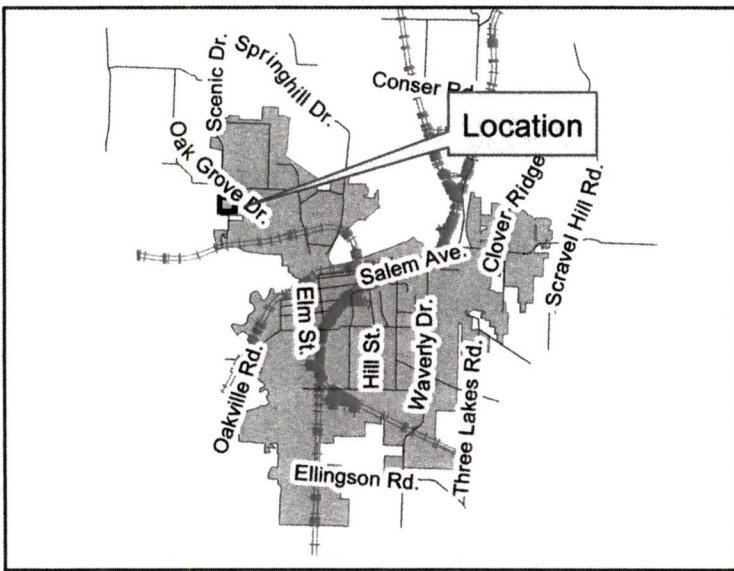 Scenic Dr.
Springhill Dr.
Conser Rd.
Location
Oak Grove Dr.
Clover Ridge
Scravel Hill Rd.
Salem Ave.
Elm St.
Hill St.
Waverly Dr.
Oakville Rd.
Three Lakes Rd.
Ellingson Rd.